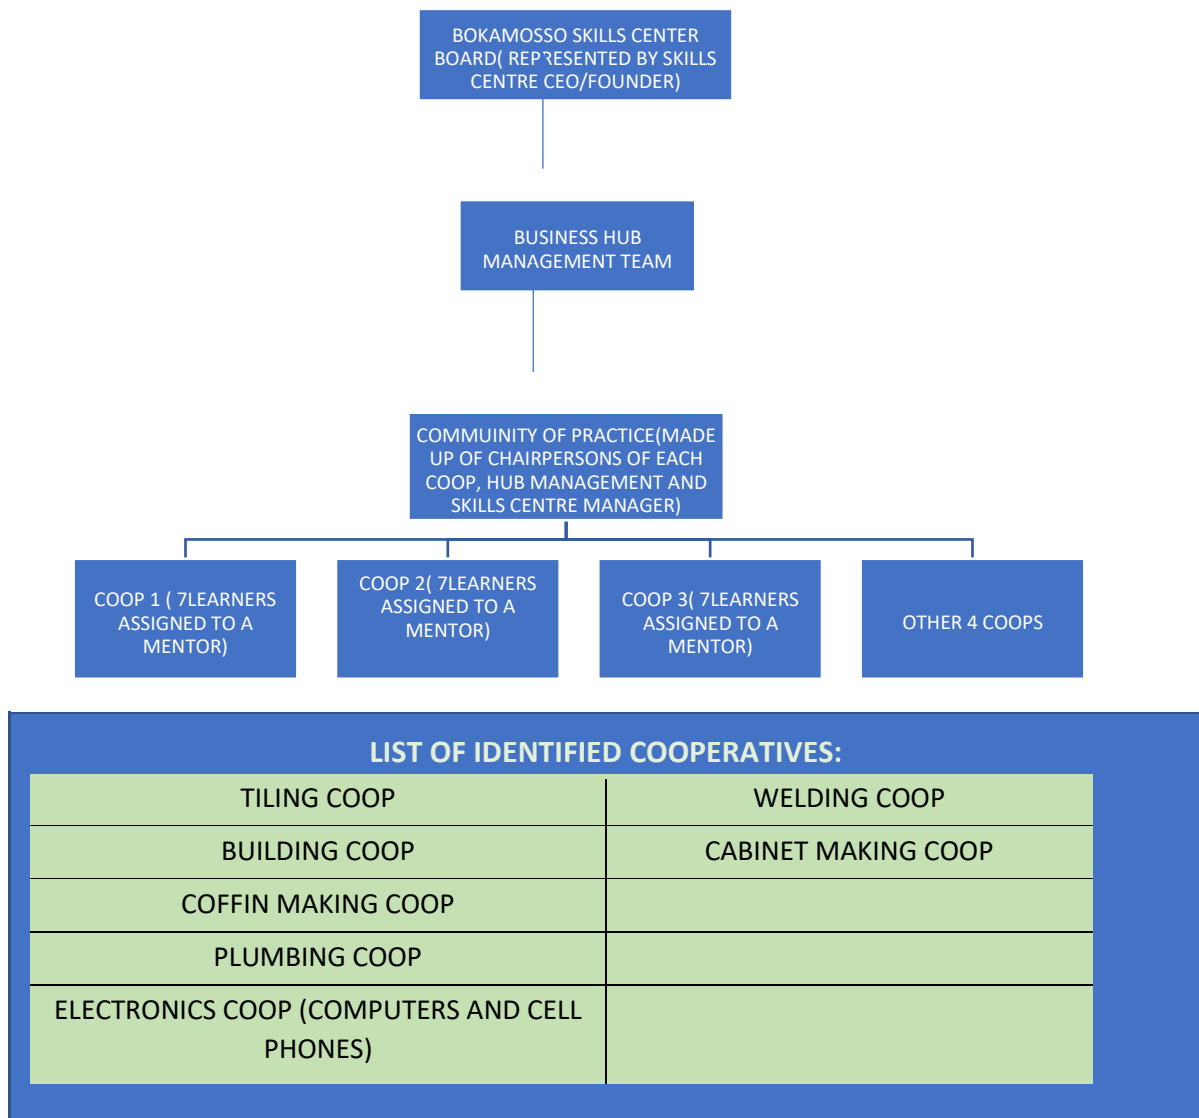 BOKAMOSSO SKILLS CENTER
BOARD( REPRESENTED BY SKILLS
CENTRE CEO/FOUNDER)
BUSINESS HUB
MANAGEMENT TEAM
COMMUINITY OF PRACTICE(MADE
UP OF CHAIRPERSONS OF EACH
COOP, HUB MANAGEMENT AND
SKILLS CENTRE MANAGER)
COOP 1 ( 7LEARNERS
ASSIGNED TO A
MENTOR)
COOP 2( 7LEARNERS
ASSIGNED TO A
MENTOR)
COOP 3( 7LEARNERS
ASSIGNED TO A
MENTOR)
OTHER 4 COOPS
LIST OF IDENTIFIED COOPERATIVES:
TILING COOP
WELDING COOP
BUILDING COOP
CABINET MAKING COOP
COFFIN MAKING COOP
PLUMBING COOP
ELECTRONICS COOP (COMPUTERS AND CELL
PHONES)